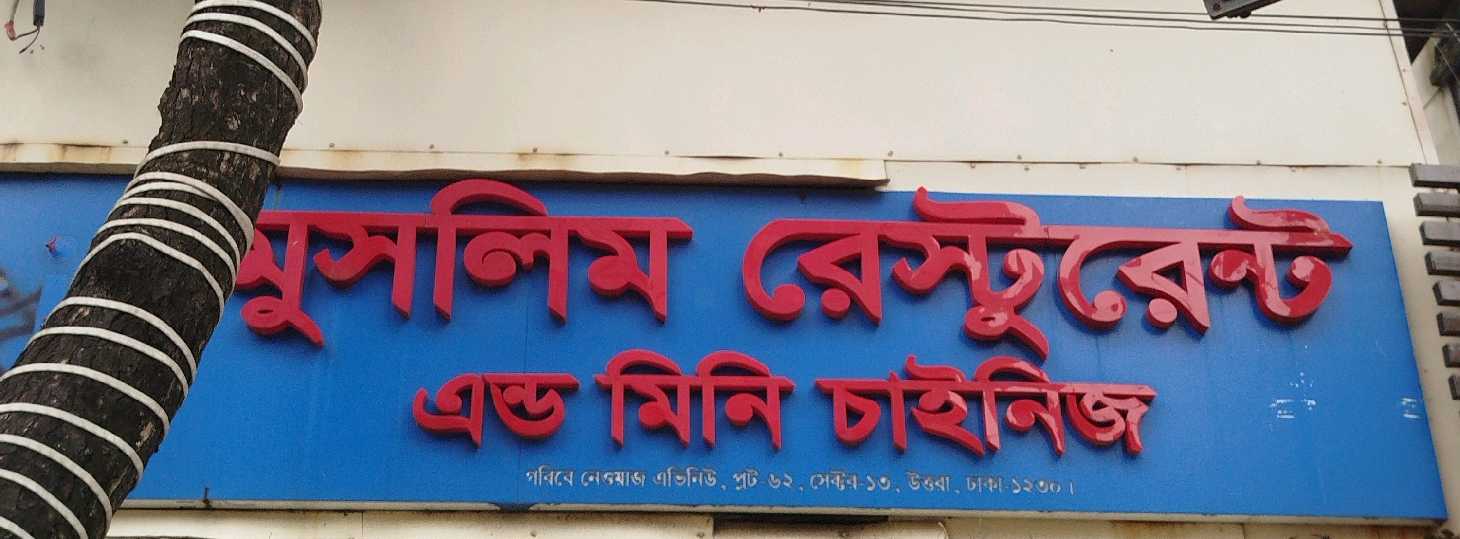 মুসলিম রেস্টুরেন্ট
এন্ড মিনি চাইনিজ
গরিবে নেওয়াজ এভিনিউ, প্লট-৬২, সেক্টর-১৩, উত্তরা, ঢাকা-১২৩০।